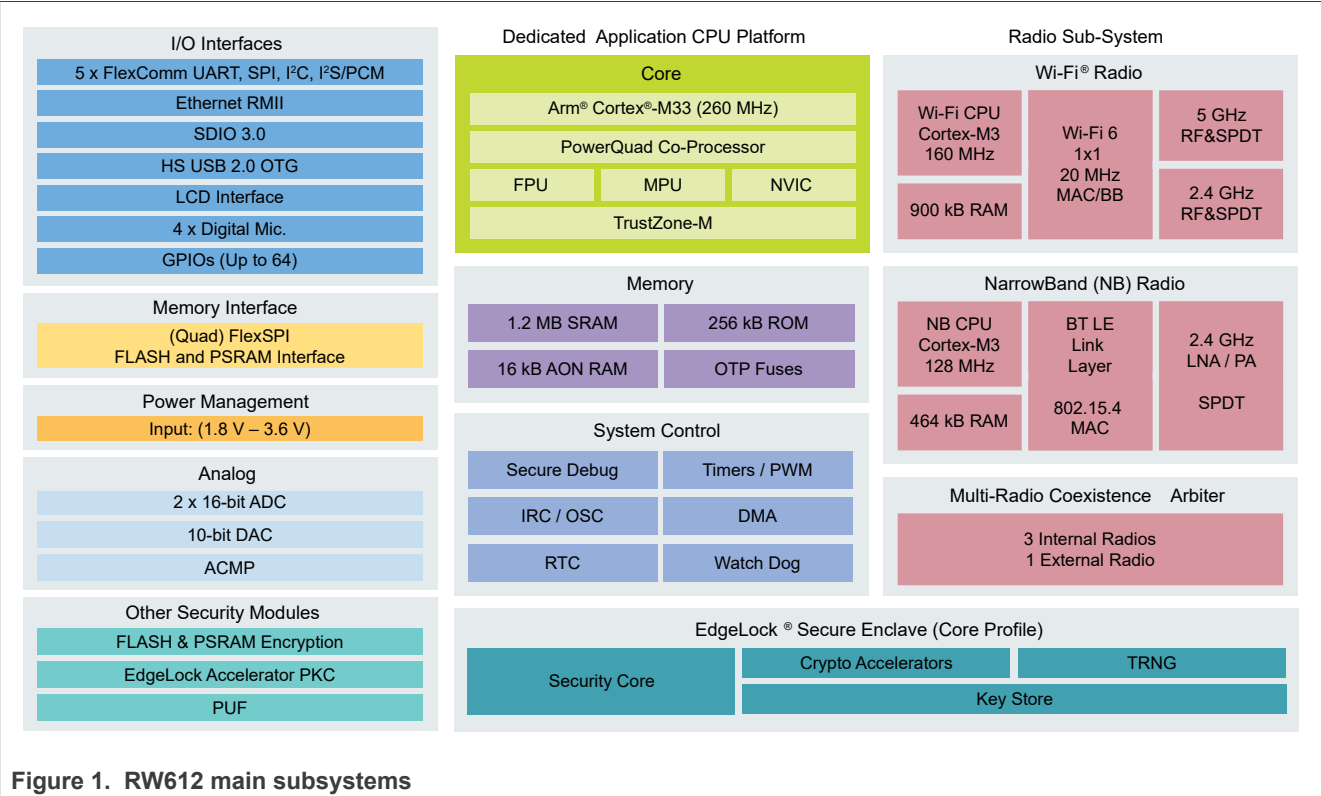 I/O Interfaces
5 x FlexComm UART, SPI, I²C, I²S/PCM
Ethernet RMII
SDIO 3.0
HS USB 2.0 OTG
LCD Interface
4 x Digital Mic.
GPIOs (Up to 64)
Memory Interface
(Quad) FlexSPI
FLASH and PSRAM Interface
Power Management
Input: (1.8 V – 3.6 V)
Analog
2 x 16-bit ADC
10-bit DAC
ACMP
Other Security Modules
FLASH & PSRAM Encryption
EdgeLock Accelerator PKC
PUF
Dedicated Application CPU Platform
Core
Arm® Cortex®-M33 (260 MHz)
PowerQuad Co-Processor
FPU
MPU
NVIC
TrustZone-M
Memory
1.2 MB SRAM
256 kB ROM
16 kB AON RAM
OTP Fuses
System Control
Secure Debug
Timers / PWM
IRC / OSC
DMA
RTC
Watch Dog
Radio Sub-System
Wi-Fi® Radio
Wi-Fi CPU
Cortex-M3
160 MHz
900 kB RAM
Wi-Fi 6
1x1
20 MHz
MAC/BB
5 GHz
RF&SPDT
2.4 GHz
RF&SPDT
NarrowBand (NB) Radio
NB CPU
Cortex-M3
128 MHz
464 kB RAM
BT LE
Link
Layer
802.15.4
MAC
2.4 GHz
LNA / PA
SPDT
Multi-Radio Coexistence Arbiter
3 Internal Radios
1 External Radio
EdgeLock ® Secure Enclave (Core Profile)
Security Core
Crypto Accelerators
TRNG
Key Store
Figure 1. RW612 main subsystems